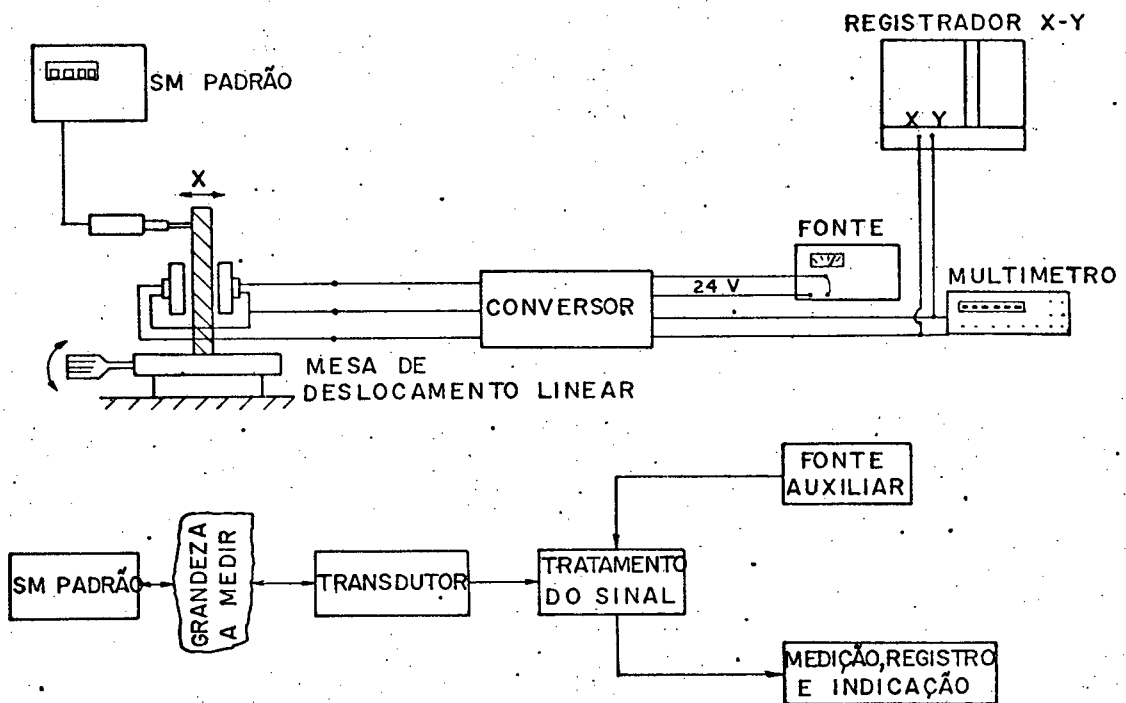 REGISTRADOR X-Y
SM PADRÃO
X Y
X
FONTE
24 V
MULTIMETRO
CONVERSOR
MESA DE
DESLOCAMENTO LINEAR
FONTE
AUXILIAR
SM PADRÃO
GRANDEZA
A MEDIR
TRANSDUTOR
TRATAMENTO
DO SINAL
MEDIÇÃO,REGISTRO
E INDICAÇÃO